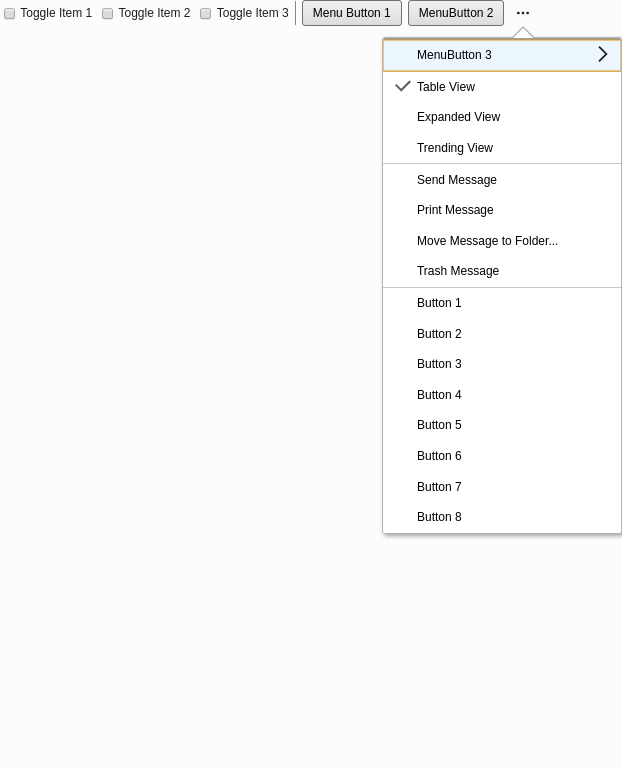 Toggle Item 1 Toggle Item 2 Toggle Item 3 Menu Button 1 MenuButton 2 ...
MenuButton 3
Table View
Expanded View
Trending View
Send Message
Print Message
Move Message to Folder...
Trash Message
Button 1
Button 2
Button 3
Button 4
Button 5
Button 6
Button 7
Button 8